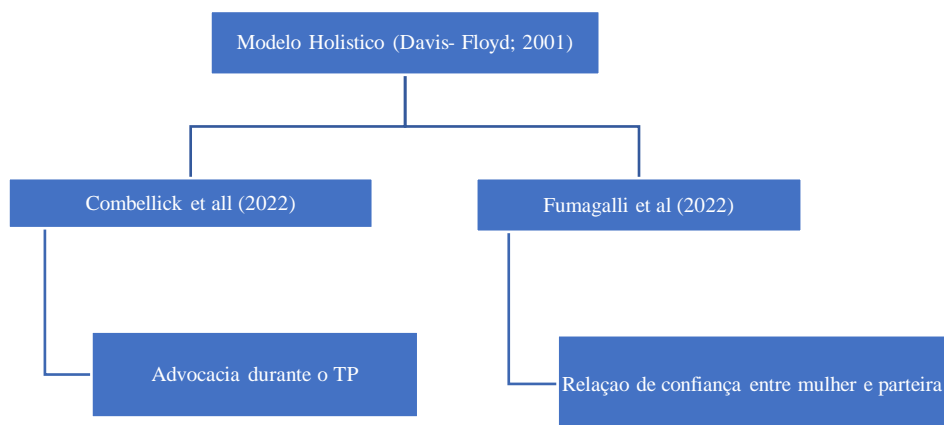 Modelo Holistico (Davis- Floyd; 2001)
Combellick et all (2022)
Fumagalli et al (2022)
Advocacia durante o TP
Relaçao de confiança entre mulher e parteira